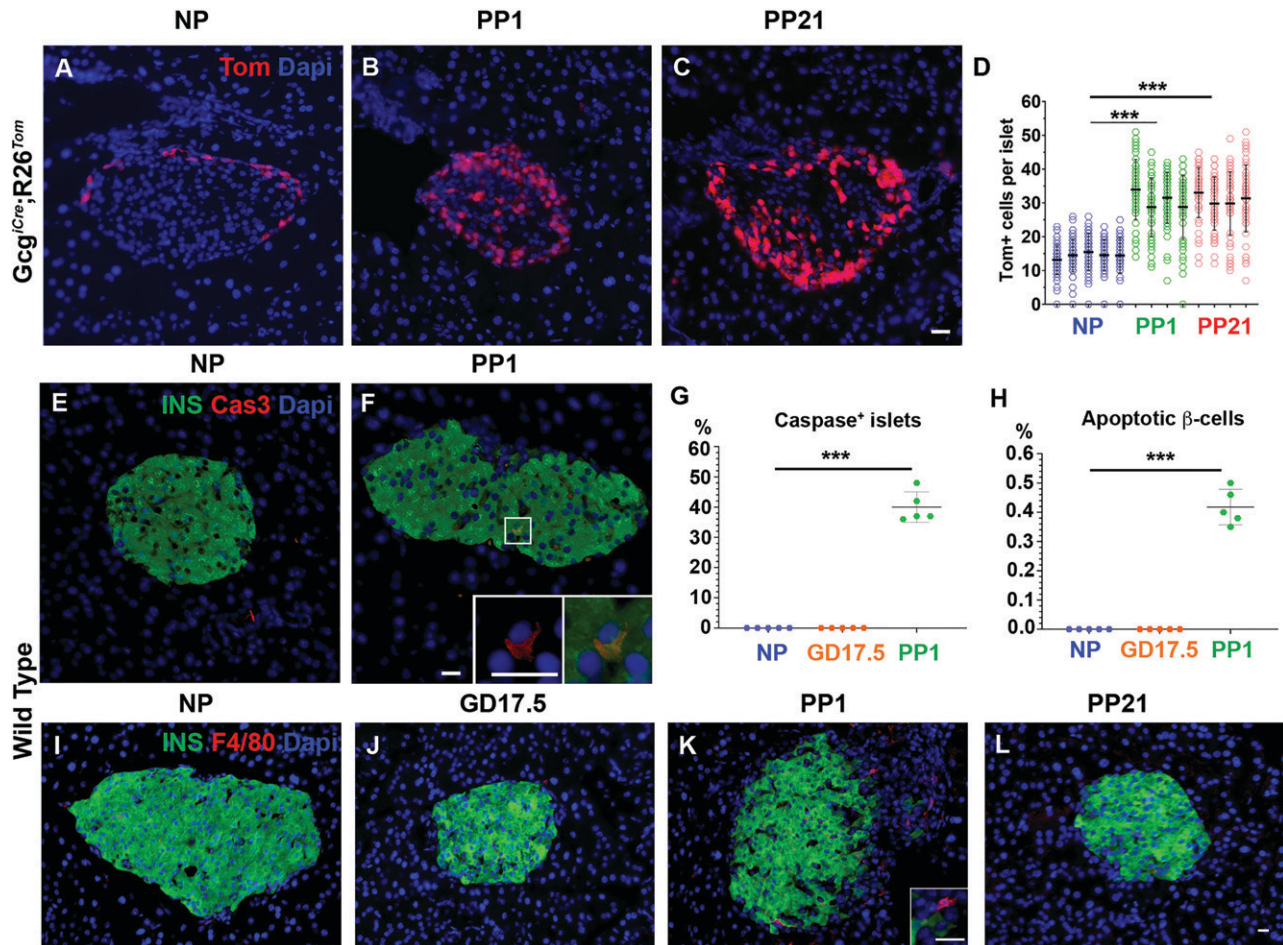 NP
PP1
PP21
A
Tom Dapi
B
C
Gcg^iCre;R26^Tom
D
Tom+ cells per islet
60
50
40
30
20
10
0
***
***
NP
PP1
PP21
NP
PP1
E
INS Cas3 Dapi
F
G
Caspase+ islets
%
60
50
40
30
20
10
0
***
NP
GD17.5
PP1
H
Apoptotic β-cells
%
0.6
0.5
0.4
0.3
0.2
0.1
0.0
***
NP
GD17.5
PP1
Wild Type
NP
GD17.5
PP1
PP21
I
INS F4/80 Dapi
J
K
L